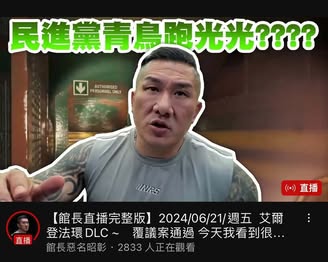 民進黨青鳥跑光光????
AUTHORISED
PERSONNEL ONLY
直播
【館長直播完整版】2024/06/21/週五 艾爾
登法環 DLC ~ 覆議案通過 今天我看到很...
館長惡名昭彰·2833 人正在觀看
直播